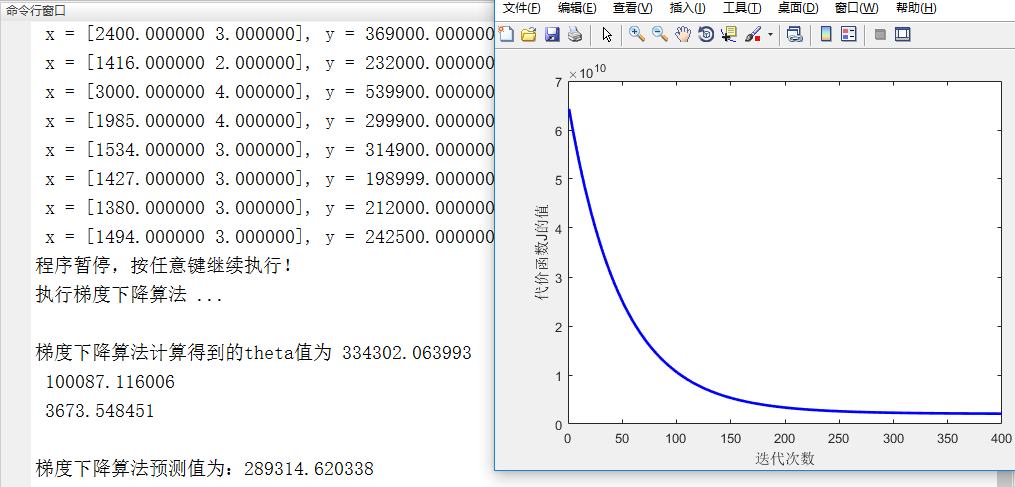 命令行窗口
x = [2400.000000 3.000000], y = 369000.000000
x = [1416.000000 2.000000], y = 232000.000000
x = [3000.000000 4.000000], y = 539900.000000
x = [1985.000000 4.000000], y = 299900.000000
x = [1534.000000 3.000000], y = 314900.000000
x = [1427.000000 3.000000], y = 198999.000000
x = [1380.000000 3.000000], y = 212000.000000
x = [1494.000000 3.000000], y = 242500.000000
程序暂停，按任意键继续执行！
执行梯度下降算法 ...
梯度下降算法计算得到的theta值为 334302.063993
100087.116006
3673.548451
梯度下降算法预测值为：289314.620338
文件(F) 编辑(E) 查看(V) 插入(I) 工具(T) 桌面(D) 窗口(W) 帮助(H)
×10^10
7
6
5
4
3
2
1
0
代价函数J的值
0 50 100 150 200 250 300 350 400
迭代次数